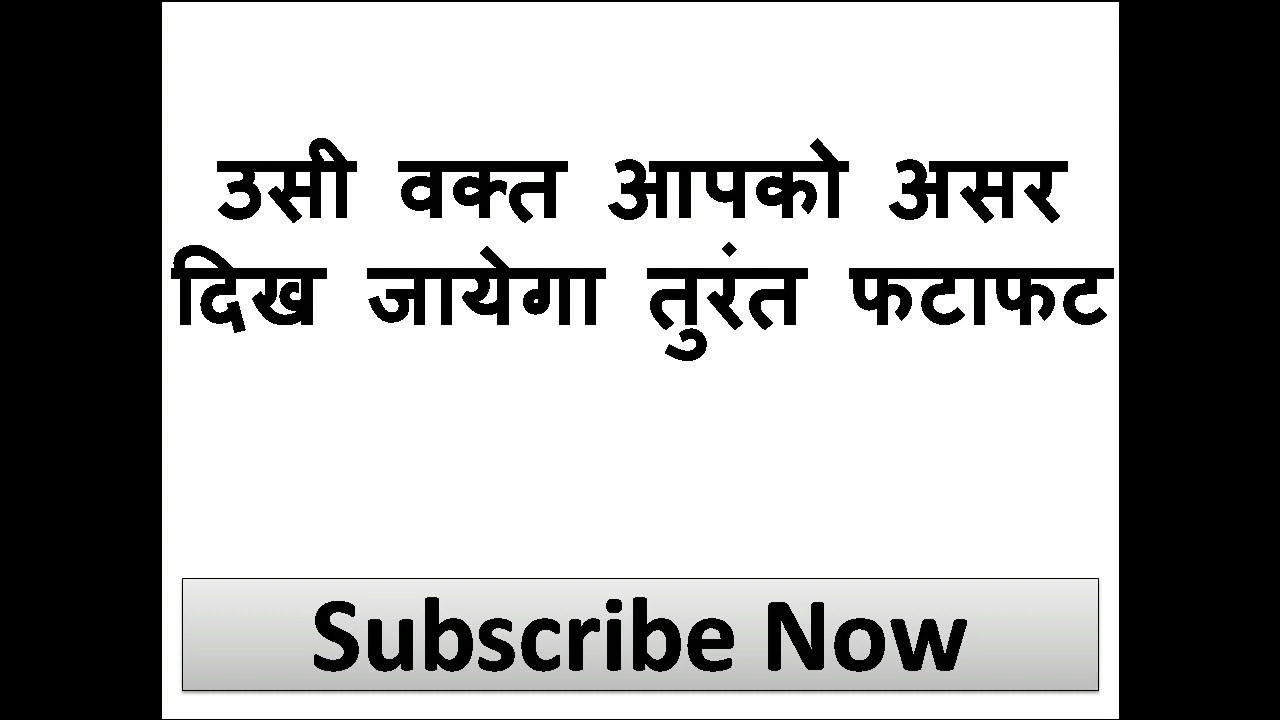 उसी वक्त आपको असर
दिख जायेगा तुरंत फटाफट
Subscribe Now